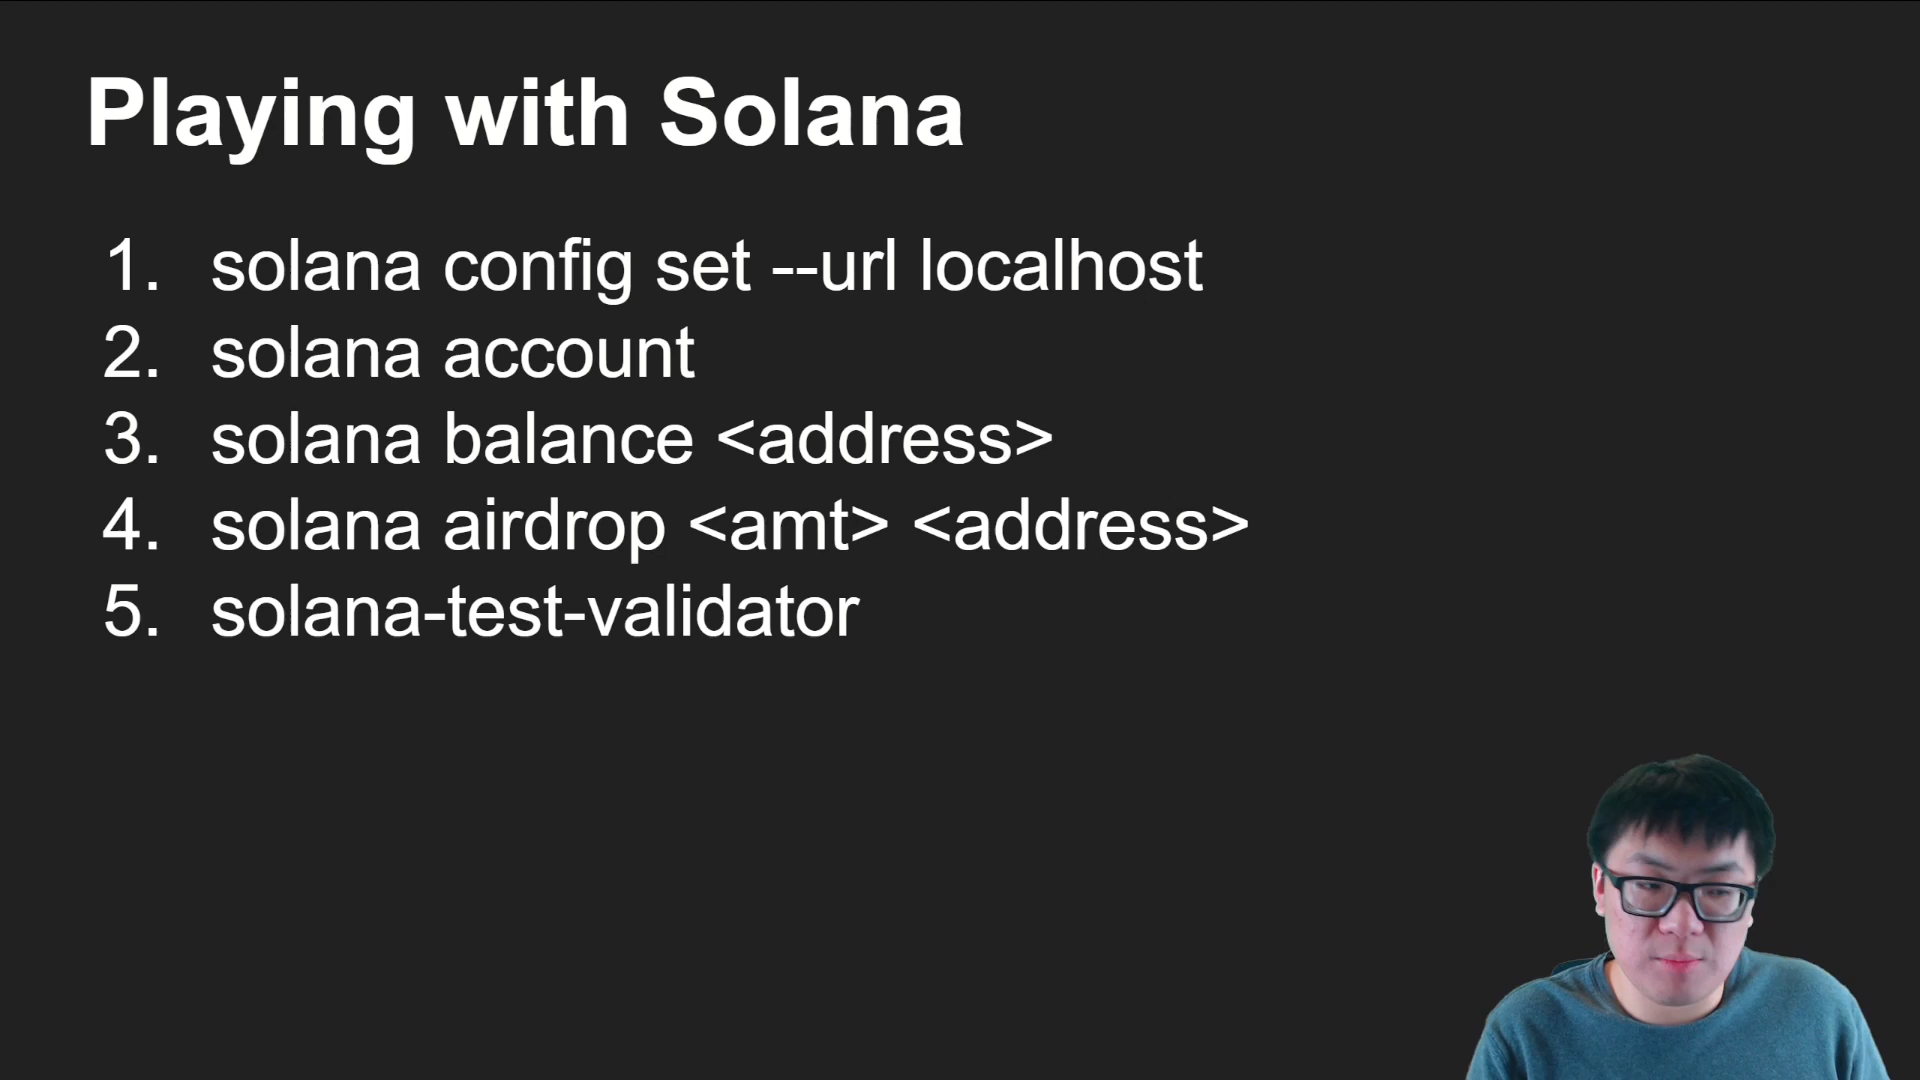 Playing with Solana
1. solana config set --url localhost
2. solana account
3. solana balance <address>
4. solana airdrop <amt> <address>
5. solana-test-validator